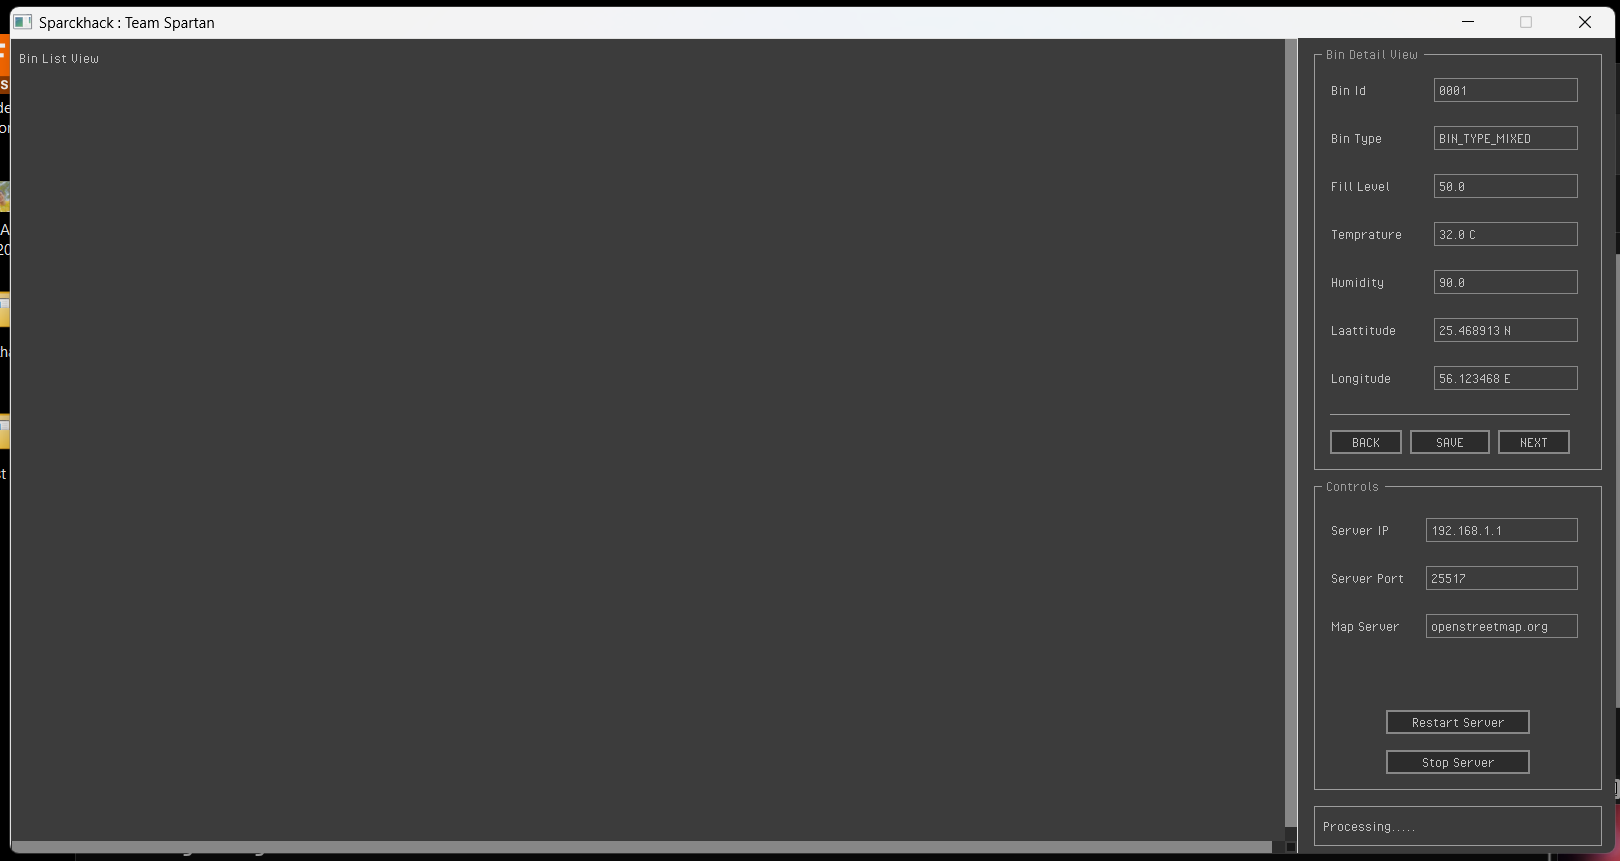 Sparckhack : Team Spartan
Bin List View
Bin Detail View
Bin Id 0001
Bin Type BIN_TYPE_MIXED
Fill Level 50.0
Temprature 32.0 C
Humidity 90.0
Laattitude 25.468913 N
Longitude 56.123468 E
BACK SAVE NEXT
Controls
Server IP 192.168.1.1
Server Port 25517
Map Server openstreetmap.org
Restart Server
Stop Server
Processing.....